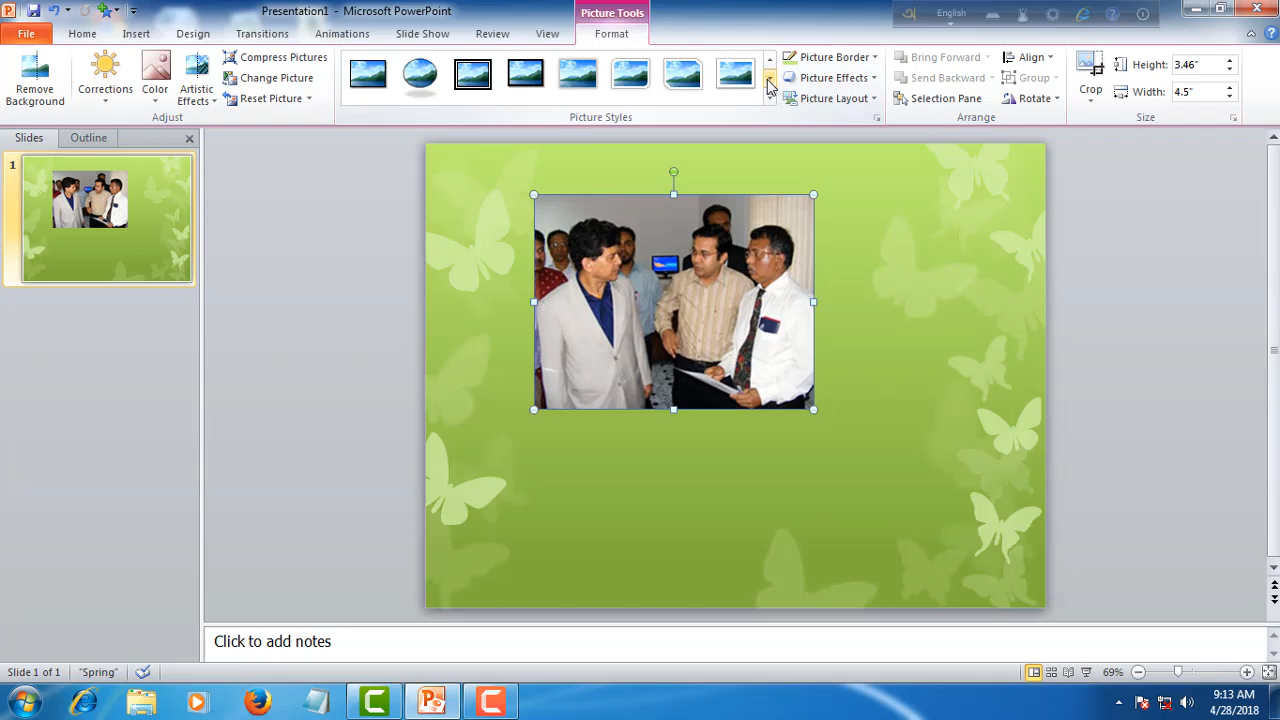 Presentation1 - Microsoft PowerPoint
Picture Tools
English
File
Home
Insert
Design
Transitions
Animations
Slide Show
Review
View
Format
Remove
Background
Corrections
Color
Artistic
Effects
Compress Pictures
Change Picture
Reset Picture
Adjust
Picture Styles
Picture Border
Picture Effects
Picture Layout
Bring Forward
Send Backward
Selection Pane
Align
Group
Rotate
Arrange
Crop
Height: 3.46"
Width: 4.5"
Size
Slides
Outline
1
Click to add notes
Slide 1 of 1
"Spring"
69%
9:13 AM
4/28/2018